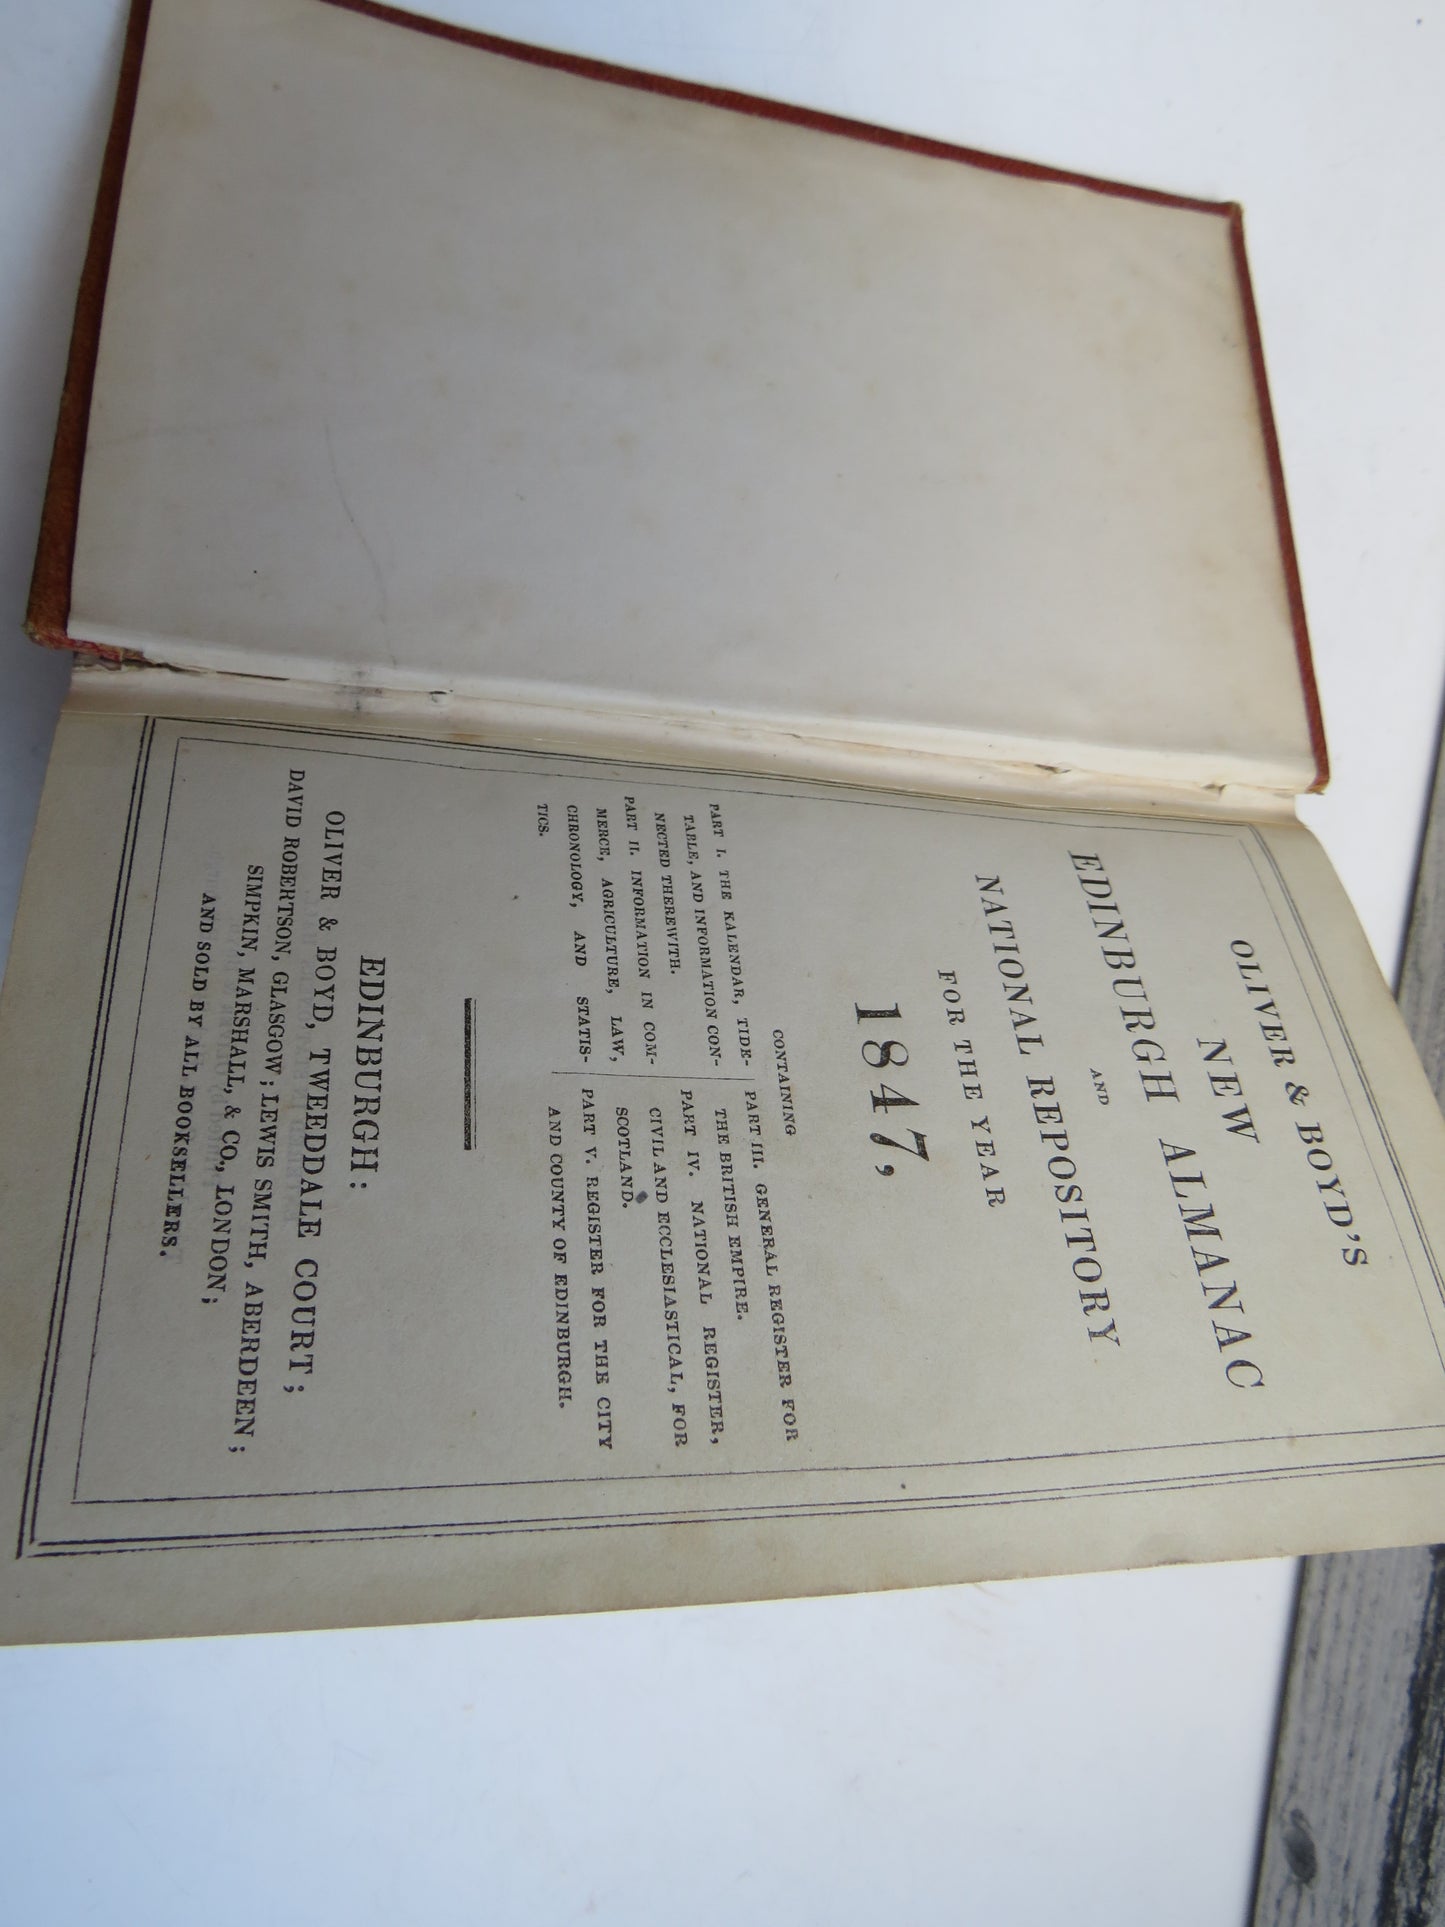 OLIVER & BOYD'S
NEW
EDINBURGH ALMANAC
AND
NATIONAL REPOSITORY
FOR THE YEAR
1847,
CONTAINING
PART I. THE KALENDAR, TIDE-
TABLE, AND INFORMATION CON-
NECTED THEREWITH.
PART II. INFORMATION IN COM-
MERCE, AGRICULTURE, LAW,
CHRONOLOGY, AND STATIS-
TICS.
PART III. GENERAL REGISTER FOR
THE BRITISH EMPIRE.
PART IV. NATIONAL REGISTER,
CIVIL AND ECCLESIASTICAL, FOR
SCOTLAND.
PART V. REGISTER FOR THE CITY
AND COUNTY OF EDINBURGH.
EDINBURGH:
OLIVER & BOYD, TWEEDDALE COURT;
DAVID ROBERTSON, GLASGOW; LEWIS SMITH, ABERDEEN;
SIMPKIN, MARSHALL, & CO., LONDON;
AND SOLD BY ALL BOOKSELLERS.